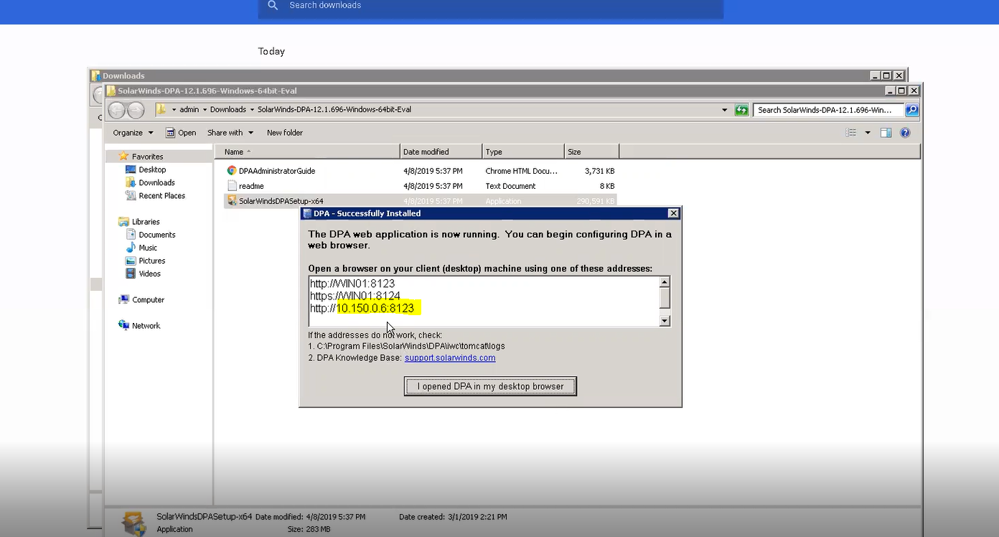 Search downloads
Today
Downloads
SolarWinds-DPA-12.1.696-Windows-64bit-Eval
admin Downloads SolarWinds-DPA-12.1.696-Windows-64bit-Eval Search SolarWinds-DPA-12.1.696-Win...
Organize Open Share with New folder
Name Date modified Type Size
Favorites
Desktop
Downloads
Recent Places
Libraries
Documents
Music
Pictures
Videos
Computer
Network
DPAAdministratorGuide 4/8/2019 5:37 PM Chrome HTML Docu... 3,731 KB
readme 4/8/2019 5:37 PM Text Document 8 KB
SolarWindsDPASetup-x64 4/8/2019 5:37 PM Application 290,591 KB
DPA - Successfully Installed
The DPA web application is now running. You can begin configuring DPA in a
web browser.
Open a browser on your client (desktop) machine using one of these addresses:
http://WIN01:8123
https://WIN01:8124
http://10.150.0.6:8123
If the addresses do not work, check:
1. C:\Program Files\SolarWinds\DPA\iwc\tomcat\logs
2. DPA Knowledge Base: support.solarwinds.com
I opened DPA in my desktop browser
SolarWindsDPASetup-x64 Date modified: 4/8/2019 5:37 PM Date created: 3/1/2019 2:21 PM
Application Size: 283 MB